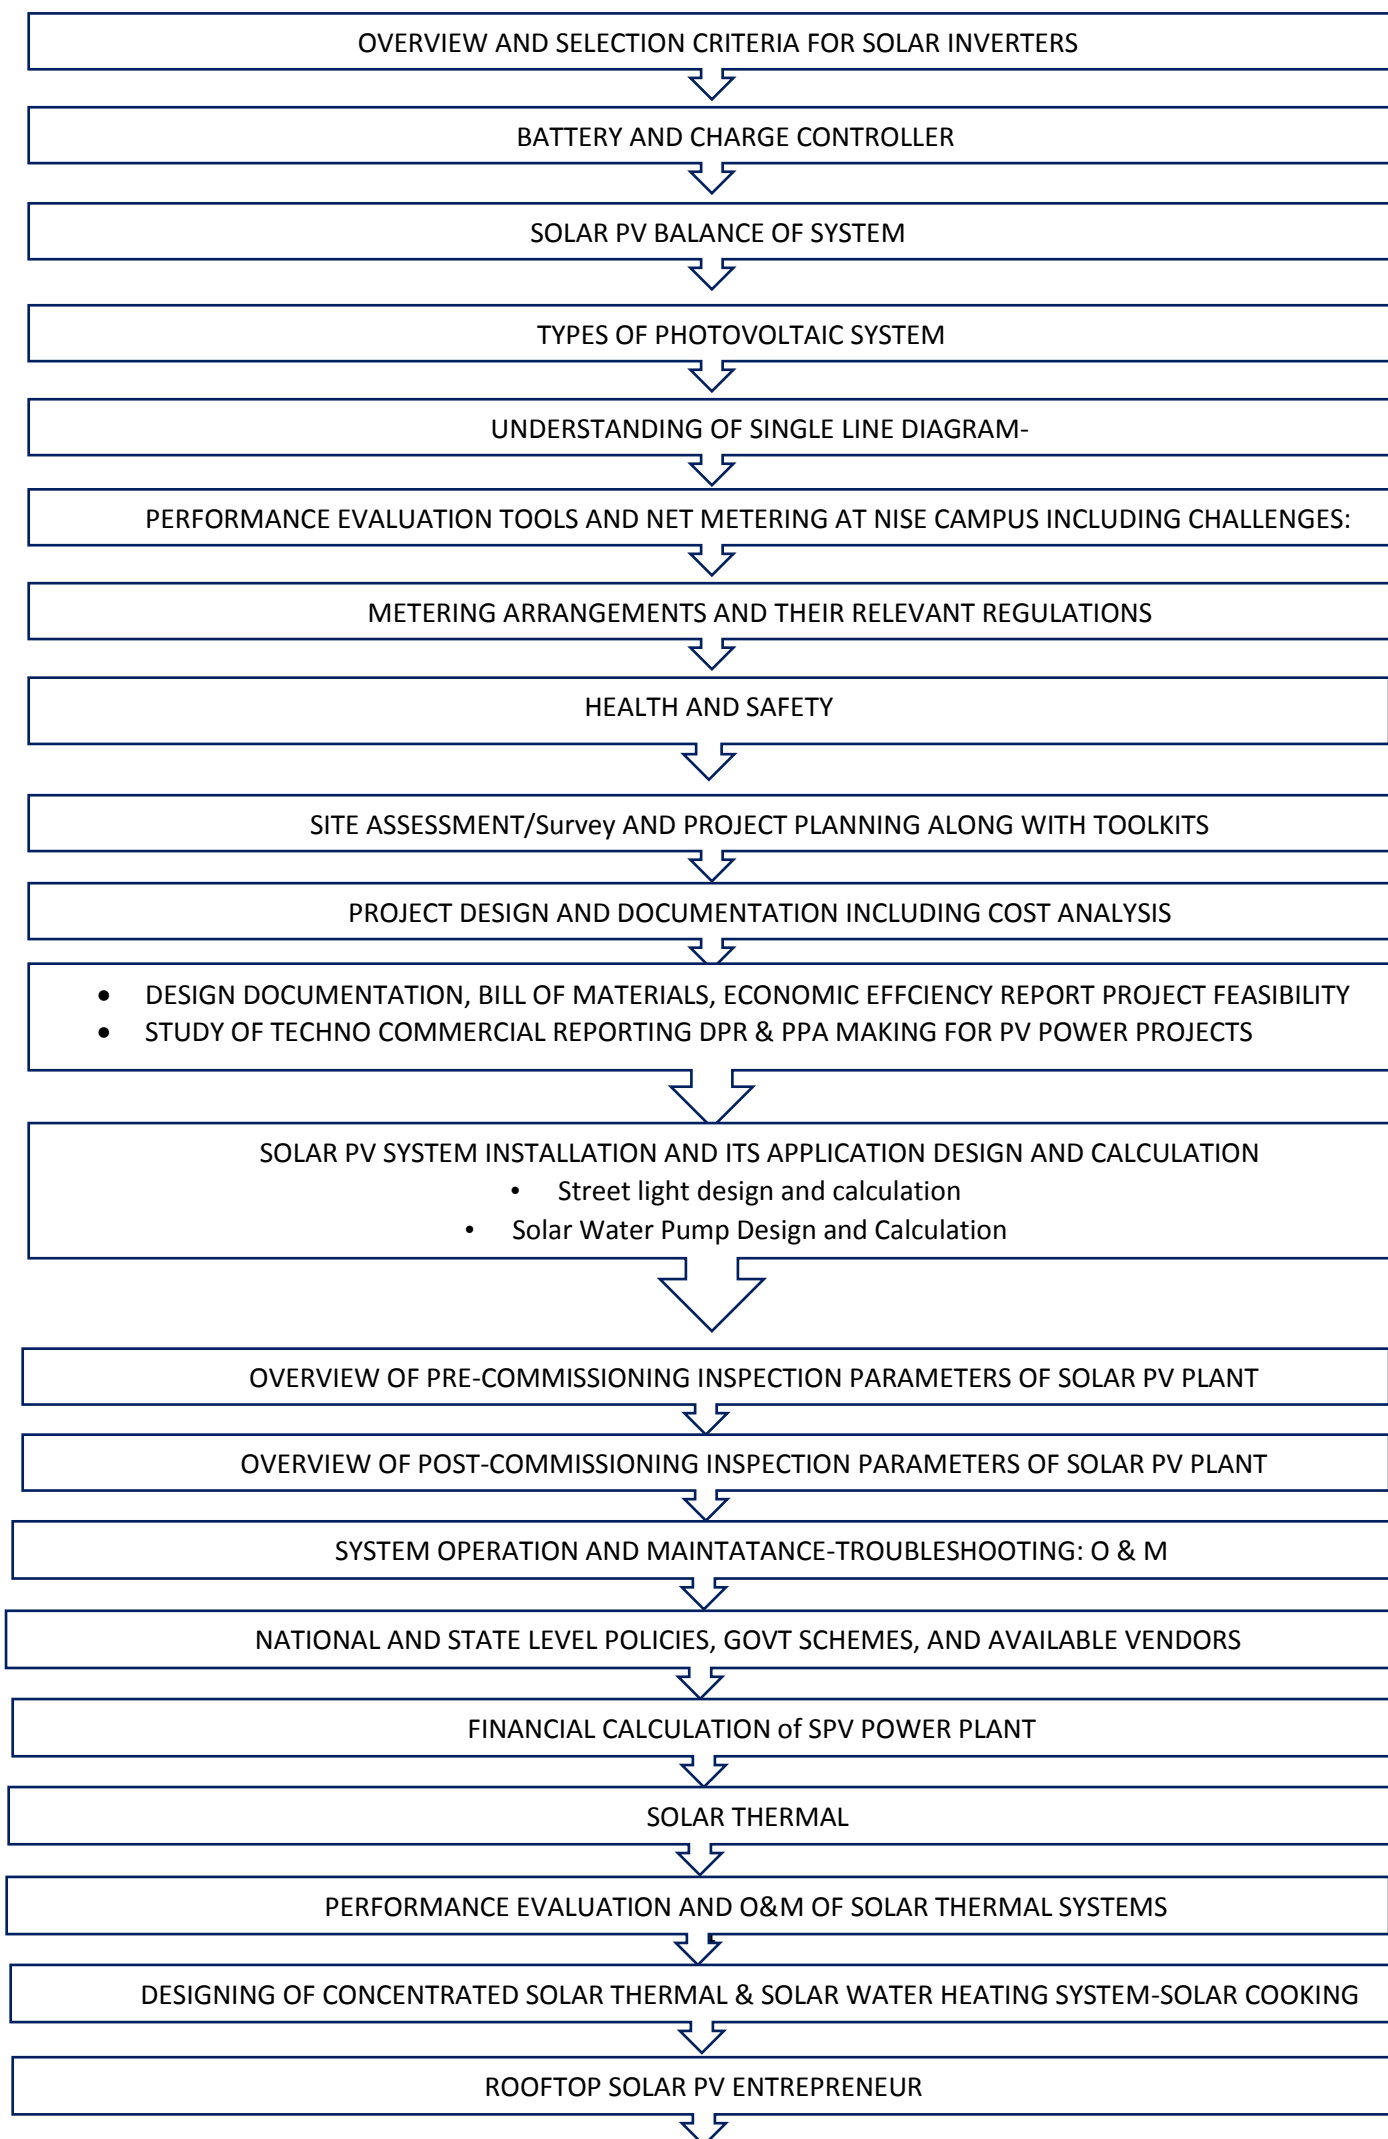 OVERVIEW AND SELECTION CRITERIA FOR SOLAR INVERTERS
BATTERY AND CHARGE CONTROLLER
SOLAR PV BALANCE OF SYSTEM
TYPES OF PHOTOVOLTAIC SYSTEM
UNDERSTANDING OF SINGLE LINE DIAGRAM-
PERFORMANCE EVALUATION TOOLS AND NET METERING AT NISE CAMPUS INCLUDING CHALLENGES:
METERING ARRANGEMENTS AND THEIR RELEVANT REGULATIONS
HEALTH AND SAFETY
SITE ASSESSMENT/Survey AND PROJECT PLANNING ALONG WITH TOOLKITS
PROJECT DESIGN AND DOCUMENTATION INCLUDING COST ANALYSIS
• DESIGN DOCUMENTATION, BILL OF MATERIALS, ECONOMIC EFFCIENCY REPORT PROJECT FEASIBILITY
• STUDY OF TECHNO COMMERCIAL REPORTING DPR & PPA MAKING FOR PV POWER PROJECTS
SOLAR PV SYSTEM INSTALLATION AND ITS APPLICATION DESIGN AND CALCULATION
• Street light design and calculation
• Solar Water Pump Design and Calculation
OVERVIEW OF PRE-COMMISSIONING INSPECTION PARAMETERS OF SOLAR PV PLANT
OVERVIEW OF POST-COMMISSIONING INSPECTION PARAMETERS OF SOLAR PV PLANT
SYSTEM OPERATION AND MAINTATANCE-TROUBLESHOOTING: O & M
NATIONAL AND STATE LEVEL POLICIES, GOVT SCHEMES, AND AVAILABLE VENDORS
FINANCIAL CALCULATION of SPV POWER PLANT
SOLAR THERMAL
PERFORMANCE EVALUATION AND O&M OF SOLAR THERMAL SYSTEMS
DESIGNING OF CONCENTRATED SOLAR THERMAL & SOLAR WATER HEATING SYSTEM-SOLAR COOKING
ROOFTOP SOLAR PV ENTREPRENEUR